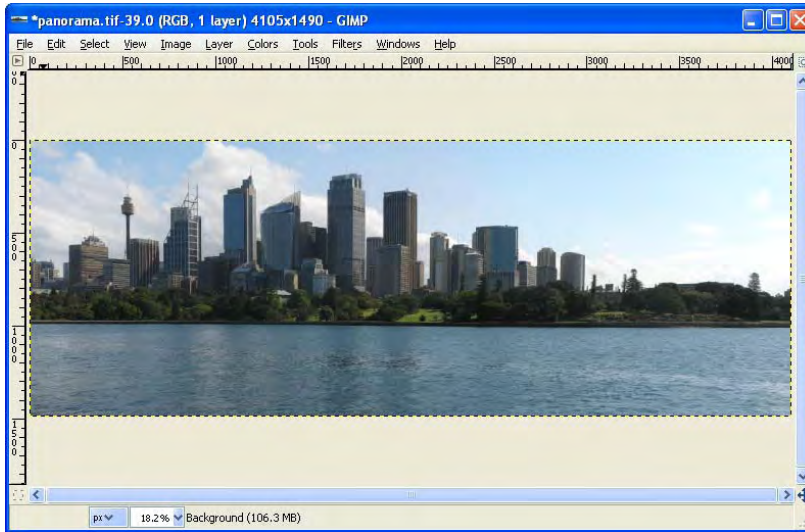 *panorama.tif-39.0 (RGB, 1 layer) 4105x1490 - GIMP
File Edit Select View Image Layer Colors Tools Filters Windows Help
0 500 1000 1500 2000 2500 3000 3500 4000
0
0
500
1000
1500
px 18.2% Background (106.3 MB)